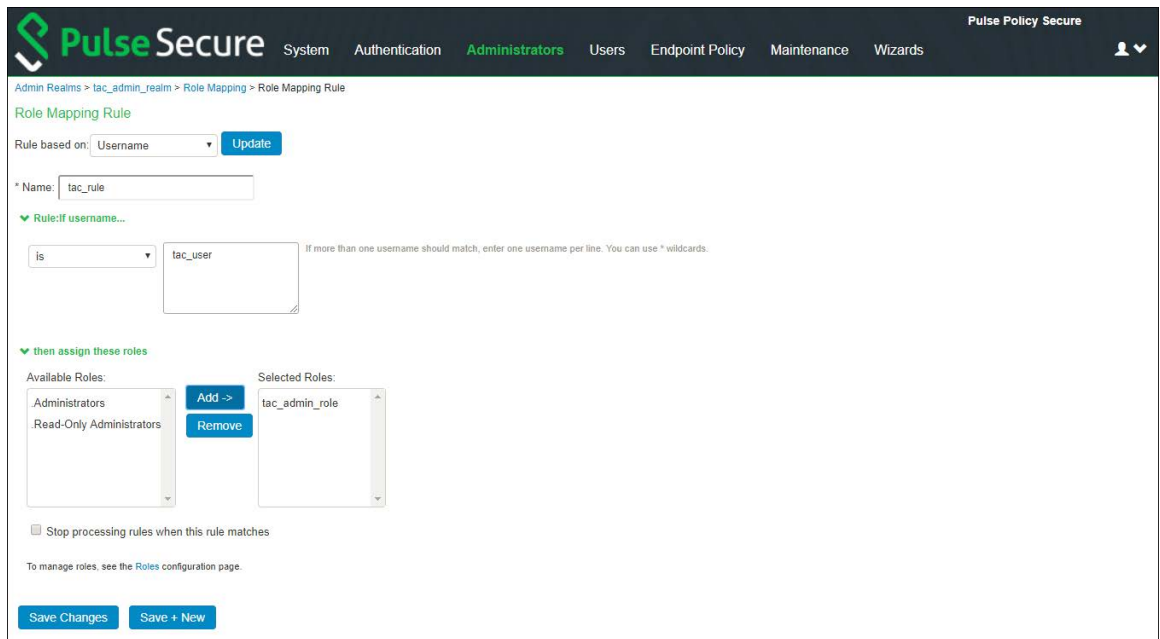 Pulse Policy Secure
Pulse Secure System Authentication Administrators Users Endpoint Policy Maintenance Wizards
Admin Realms > tac_admin_realm > Role Mapping > Role Mapping Rule
Role Mapping Rule
Rule based on: Username Update
* Name: tac_rule
Rule:If username...
is tac_user If more than one username should match, enter one username per line. You can use * wildcards.
then assign these roles
Available Roles: Selected Roles:
.Administrators Add -> tac_admin_role
.Read-Only Administrators Remove
Stop processing rules when this rule matches
To manage roles, see the Roles configuration page.
Save Changes Save + New